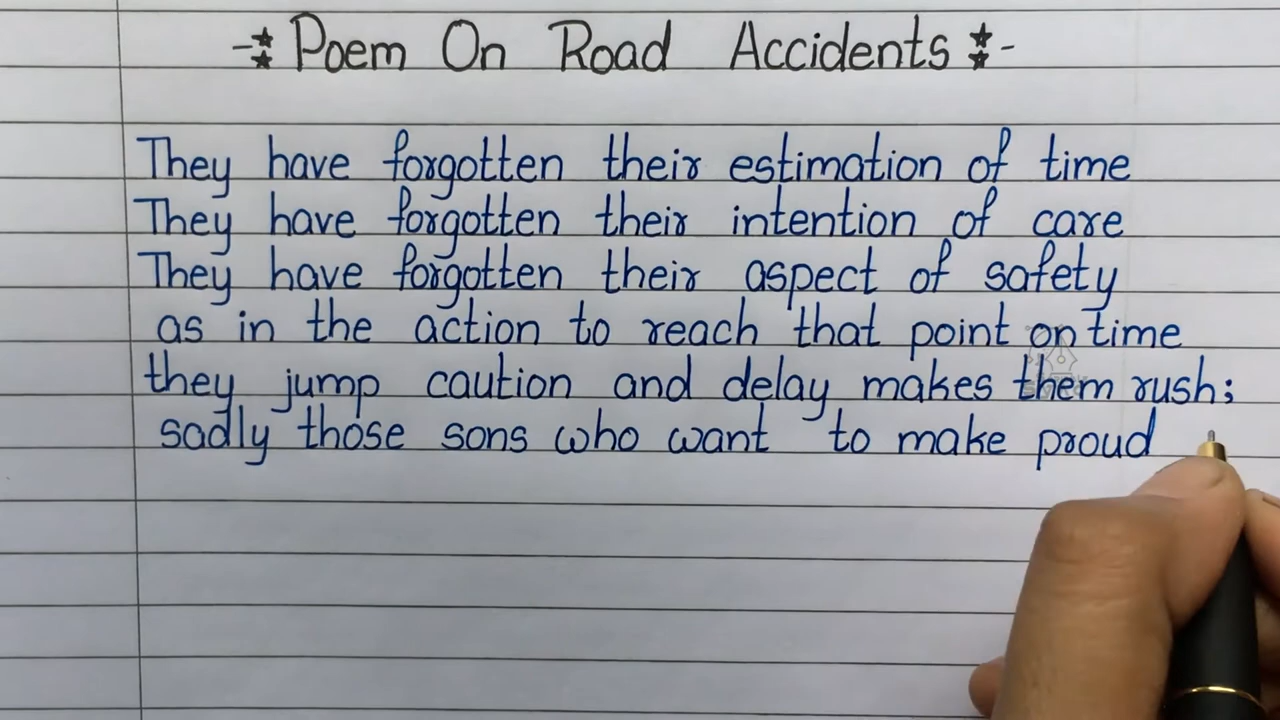 Poem On Road Accidents
They have forgotten their estimation of time
They have forgotten their intention of care
They have forgotten their aspect of safety
as in the action to reach that point on time
they jump caution and delay makes them rush;
sadly those sons who want to make proud